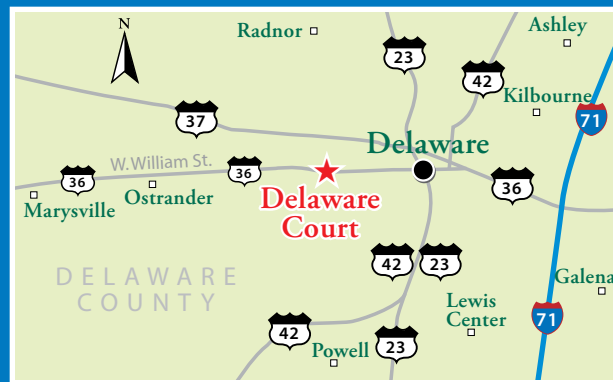 Radnor
N
Ashley
23
42
Kilbourne
37
71
Delaware
W. William St.
36
36
36
Marysville
Ostrander
Delaware
Court
DELAWARE
COUNTY
42
23
Galena
Lewis
Center
71
42
Powell
23